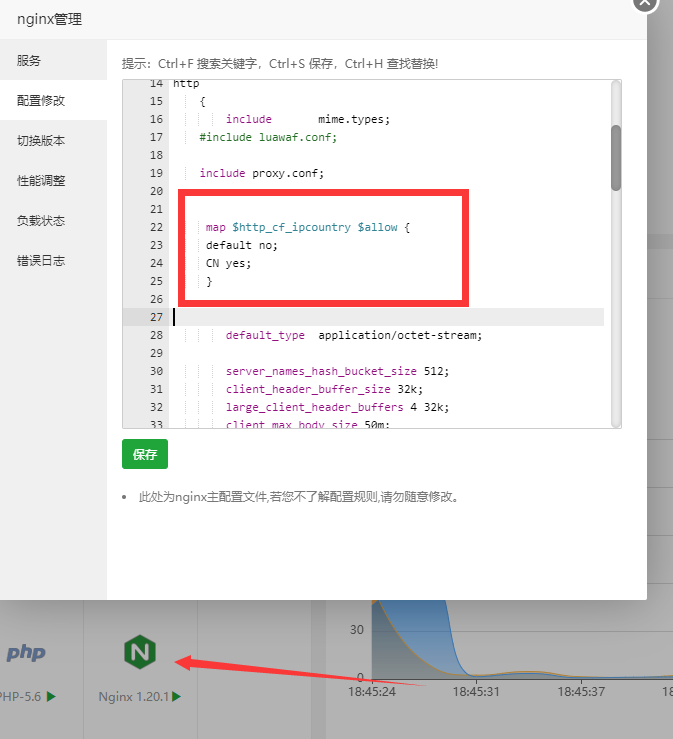 nginx管理
服务
配置修改
切换版本
性能调整
负载状态
错误日志
提示：Ctrl+F 搜索关键字，Ctrl+S 保存，Ctrl+H 查找替换!
14 http
15 {
16 include mime.types;
17 #include luawaf.conf;
18
19 include proxy.conf;
20
21
22 map $http_cf_ipcountry $allow {
23 default no;
24 CN yes;
25 }
26
27
28 default_type application/octet-stream;
29
30 server_names_hash_bucket_size 512;
31 client_header_buffer_size 32k;
32 large_client_header_buffers 4 32k;
33 client_max_body_size 50m;
保存
此处为nginx主配置文件,若您不了解配置规则,请勿随意修改。
php
PHP-5.6
N
Nginx 1.20.1
30
0
18:45:24
18:45:31
18:45:37
18